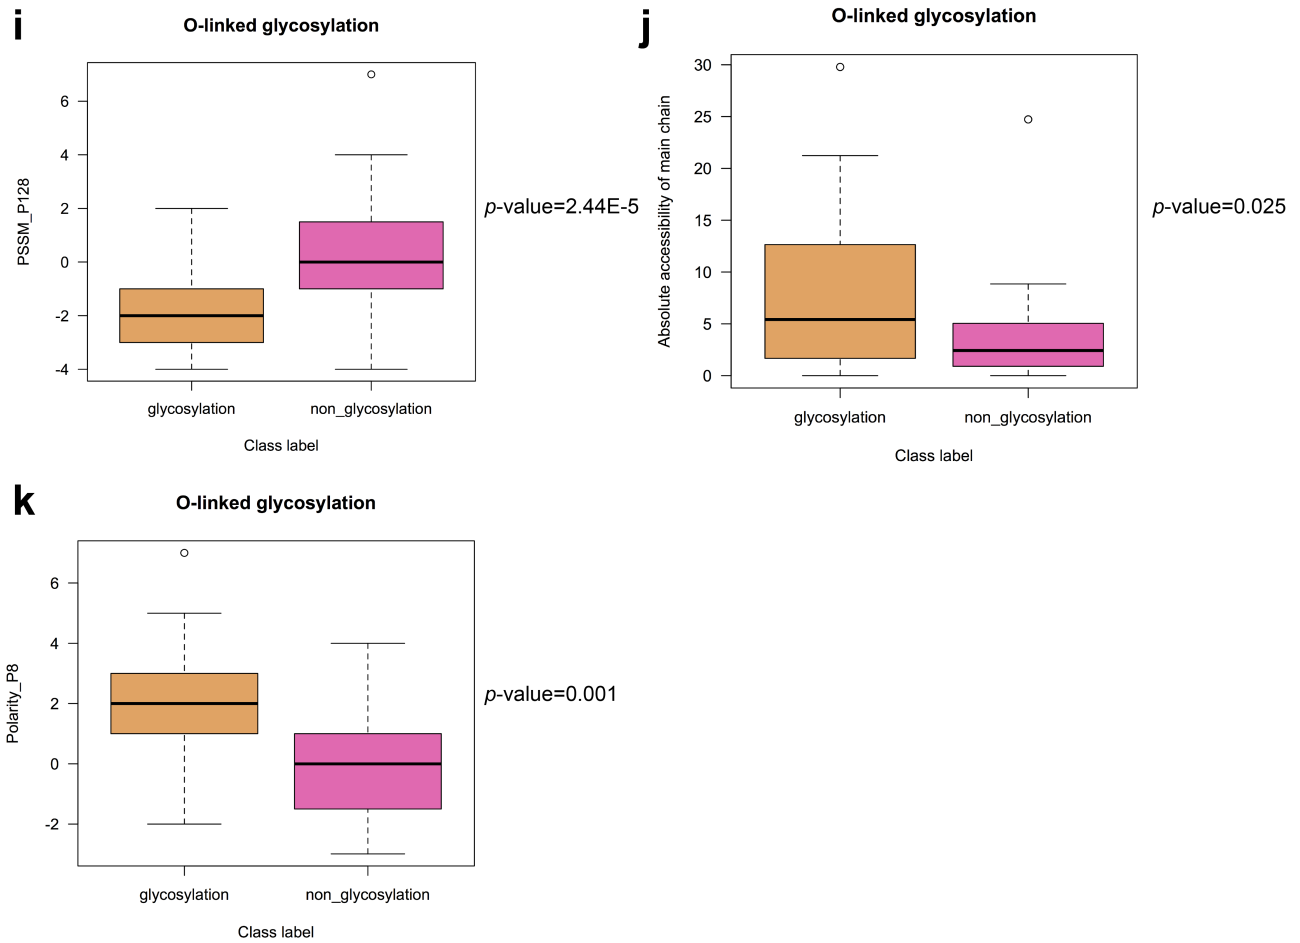 i
O-linked glycosylation
PSSM_P128
6
4
2
0
-2
-4
glycosylation
non_glycosylation
Class label
p-value=2.44E-5
j
O-linked glycosylation
Absolute accessibility of main chain
30
25
20
15
10
5
0
glycosylation
non_glycosylation
Class label
p-value=0.025
k
O-linked glycosylation
Polarity_P8
6
4
2
0
-2
glycosylation
non_glycosylation
Class label
p-value=0.001